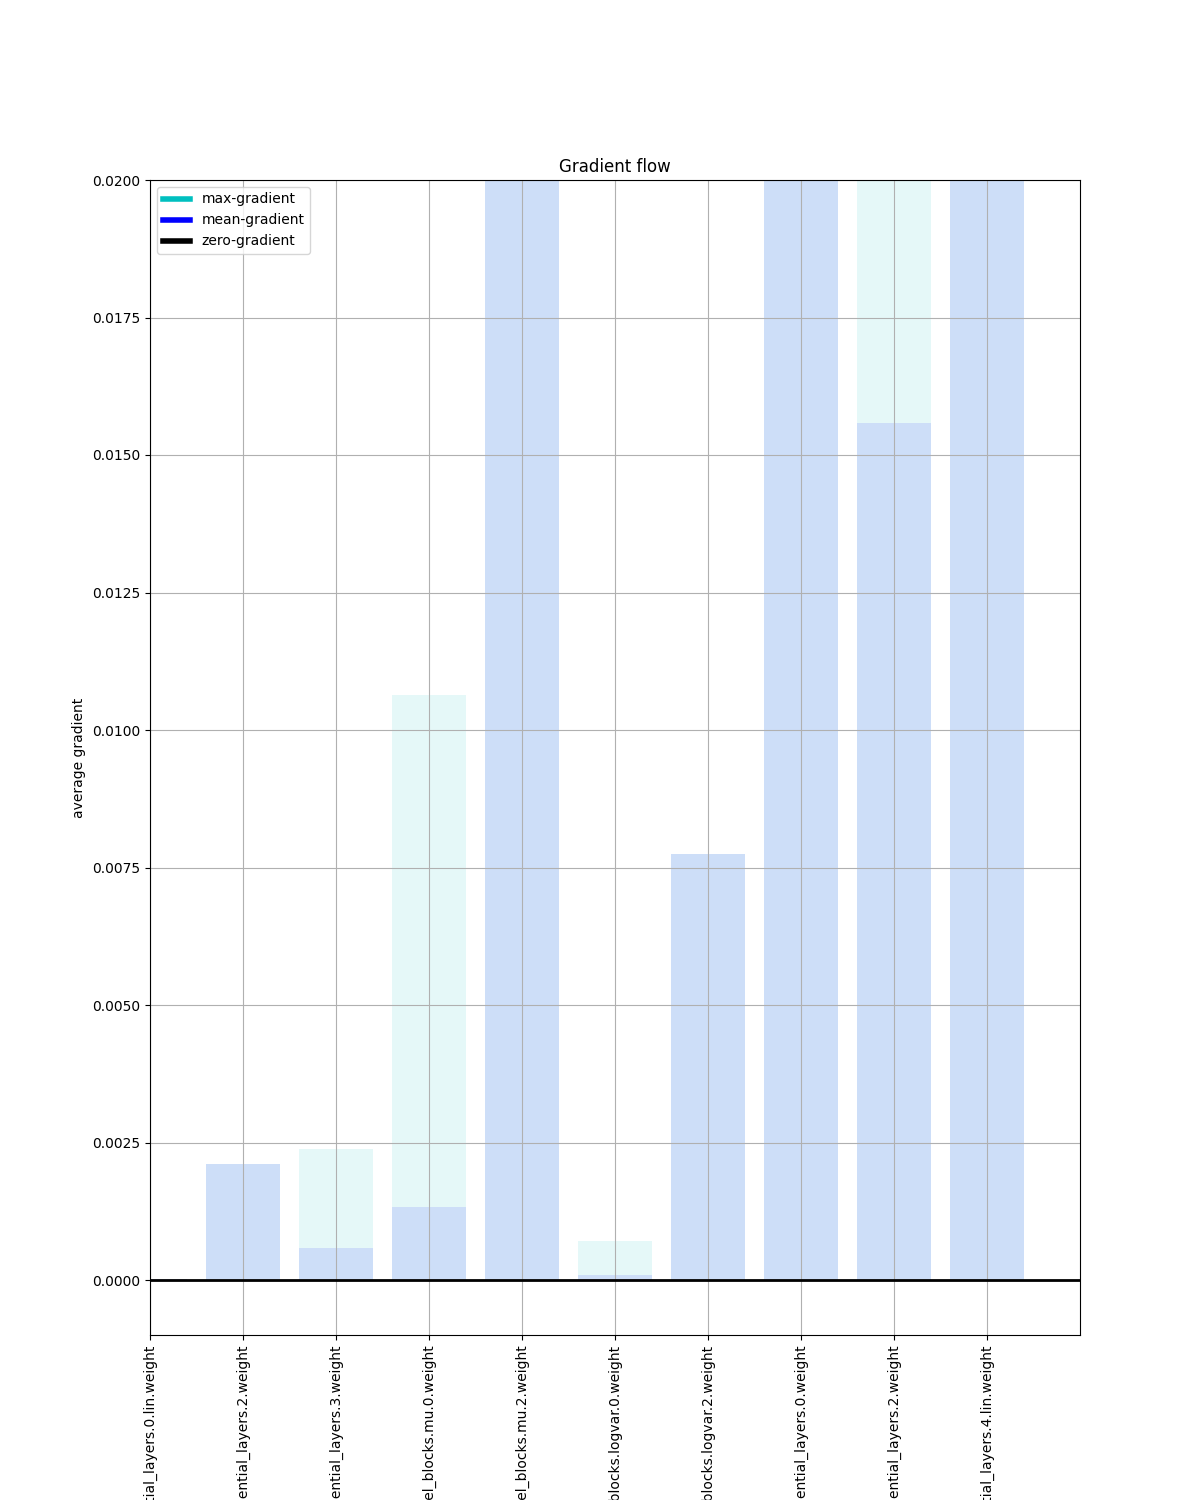 Gradient flow
max-gradient
mean-gradient
zero-gradient
0.0200
0.0175
0.0150
0.0125
0.0100
0.0075
0.0050
0.0025
0.0000
average gradient
tial_layers.0.lin.weight
ential_layers.2.weight
ential_layers.3.weight
el_blocks.mu.0.weight
el_blocks.mu.2.weight
blocks.logvar.0.weight
blocks.logvar.2.weight
ential_layers.0.weight
ential_layers.2.weight
tial_layers.4.lin.weight